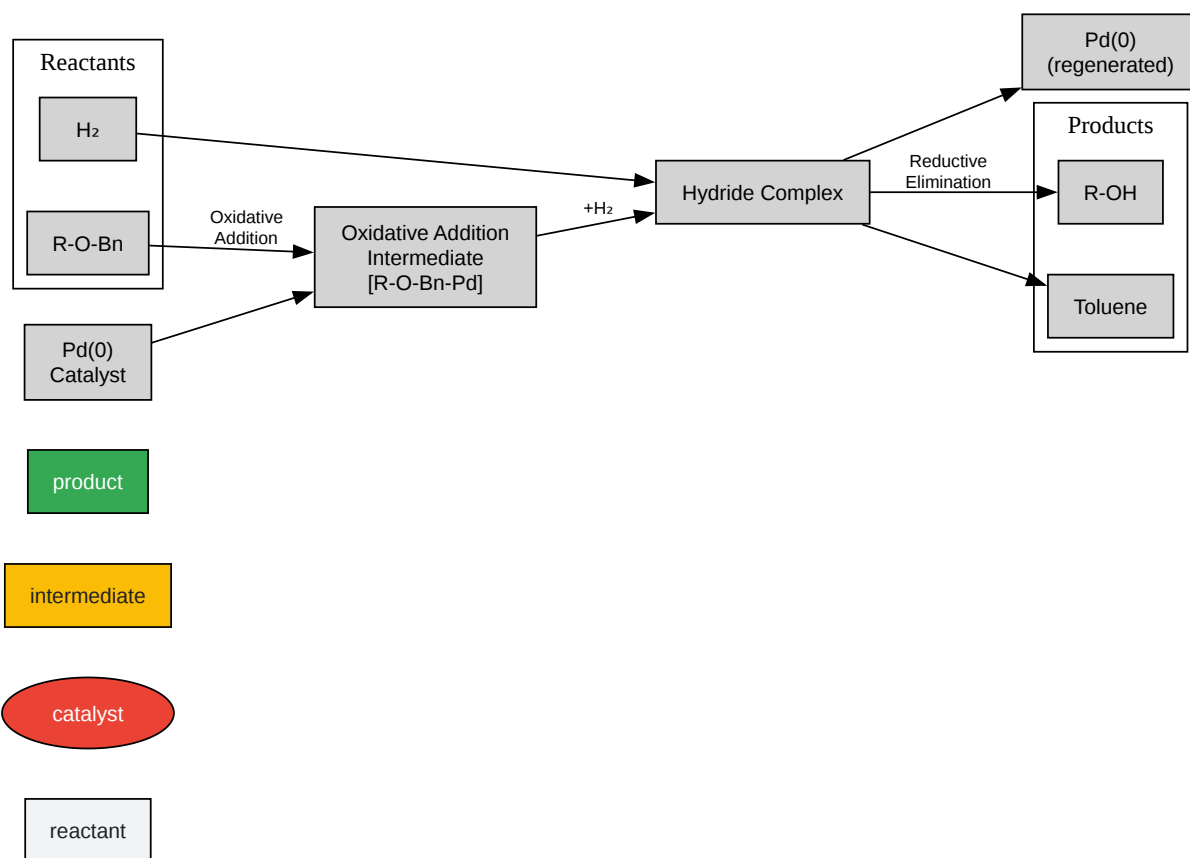 Reactants
H₂
R-O-Bn
Pd(0)
Catalyst
Oxidative
Addition
Oxidative Addition
Intermediate
[R-O-Bn-Pd]
+H₂
Hydride Complex
Reductive
Elimination
Pd(0)
(regenerated)
Products
R-OH
Toluene
product
intermediate
catalyst
reactant